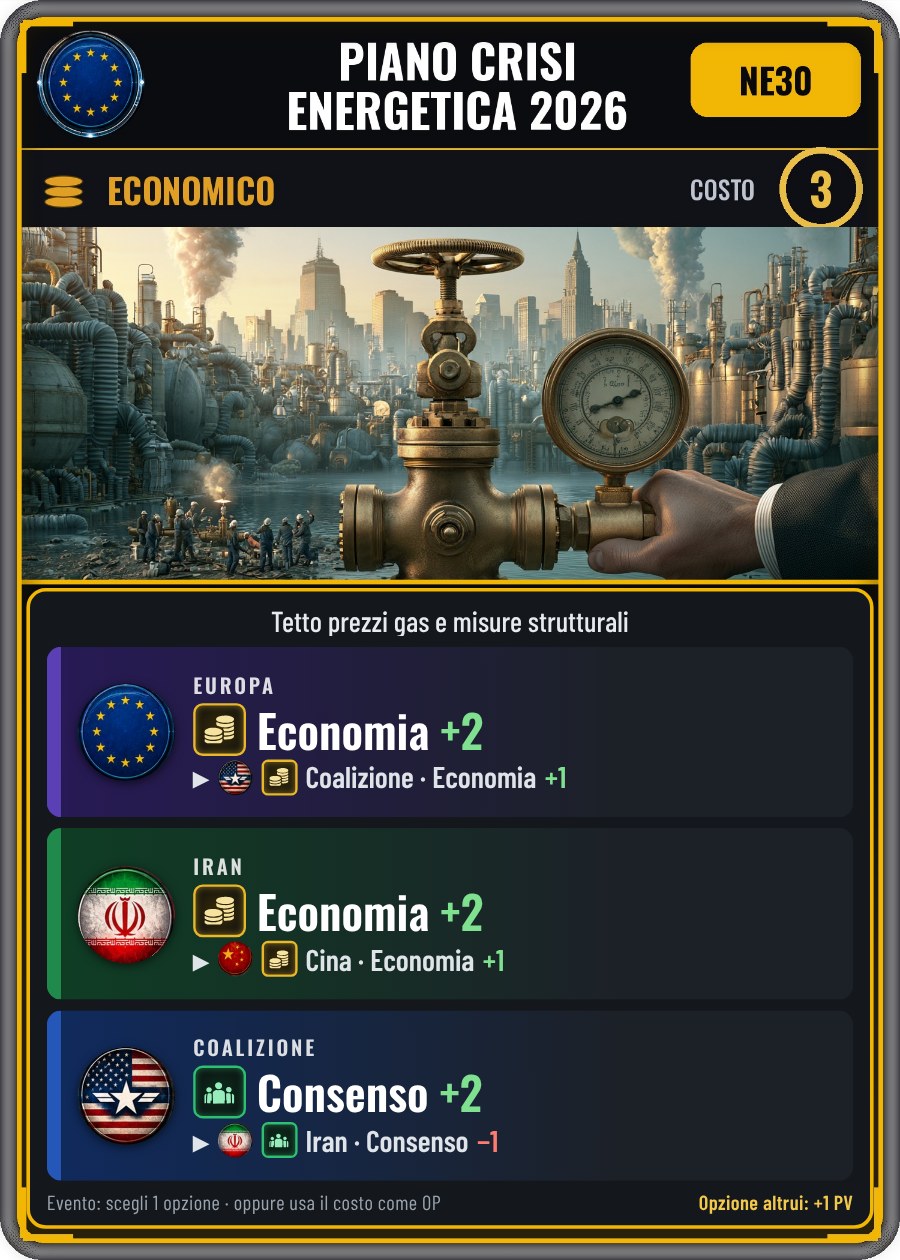 PIANO CRISI
ENERGETICA 2026
NE30
ECONOMICO
COSTO 3
Tetto prezzi gas e misure strutturali
EUROPA
Economia +2
▶ Coalizione · Economia +1
IRAN
Economia +2
▶ Cina · Economia +1
COALIZIONE
Consenso +2
▶ Iran · Consenso −1
Evento: scegli 1 opzione · oppure usa il costo come OP
Opzione altrui: +1 PV